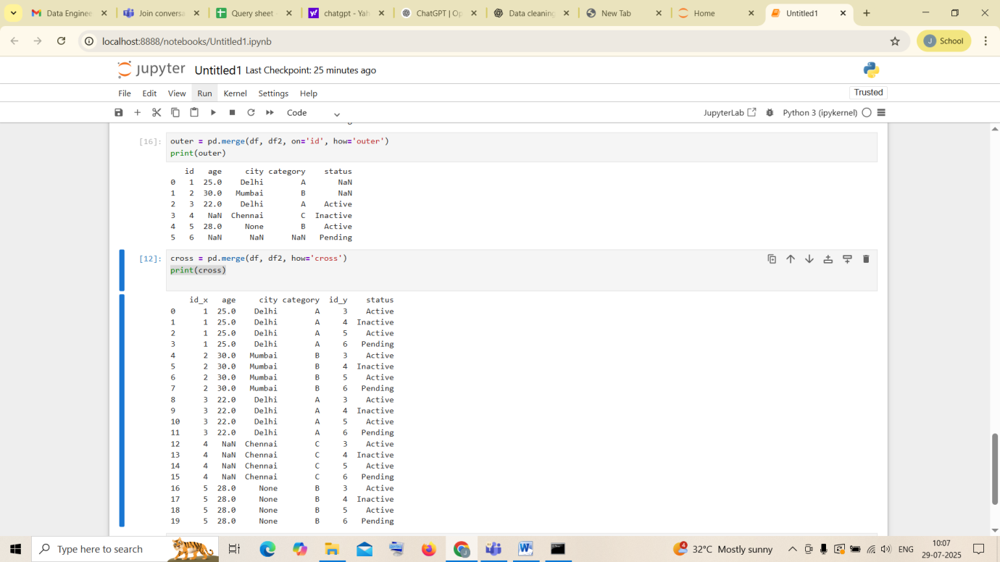 Data Enginee
Join conversa
Query sheet -
chatgpt - Yah
ChatGPT | Op
Data cleaning
New Tab
Home
Untitled1
localhost:8888/notebooks/Untitled1.ipynb
J School
jupyter Untitled1 Last Checkpoint: 25 minutes ago
File Edit View Run Kernel Settings Help
Trusted
Code
JupyterLab
Python 3 (ipykernel)
[16]: outer = pd.merge(df, df2, on='id', how='outer')
print(outer)
id age city category status
0 1 25.0 Delhi A NaN
1 2 30.0 Mumbai B NaN
2 3 22.0 Delhi A Active
3 4 NaN Chennai C Inactive
4 5 28.0 None B Active
5 6 NaN NaN NaN Pending
[12]: cross = pd.merge(df, df2, how='cross')
print(cross)
id_x age city category id_y status
0 1 25.0 Delhi A 3 Active
1 1 25.0 Delhi A 4 Inactive
2 1 25.0 Delhi A 5 Active
3 1 25.0 Delhi A 6 Pending
4 2 30.0 Mumbai B 3 Active
5 2 30.0 Mumbai B 4 Inactive
6 2 30.0 Mumbai B 5 Active
7 2 30.0 Mumbai B 6 Pending
8 3 22.0 Delhi A 3 Active
9 3 22.0 Delhi A 4 Inactive
10 3 22.0 Delhi A 5 Active
11 3 22.0 Delhi A 6 Pending
12 4 NaN Chennai C 3 Active
13 4 NaN Chennai C 4 Inactive
14 4 NaN Chennai C 5 Active
15 4 NaN Chennai C 6 Pending
16 5 28.0 None B 3 Active
17 5 28.0 None B 4 Inactive
18 5 28.0 None B 5 Active
19 5 28.0 None B 6 Pending
Type here to search
4
32°C Mostly sunny
ENG
10:07
29-07-2025